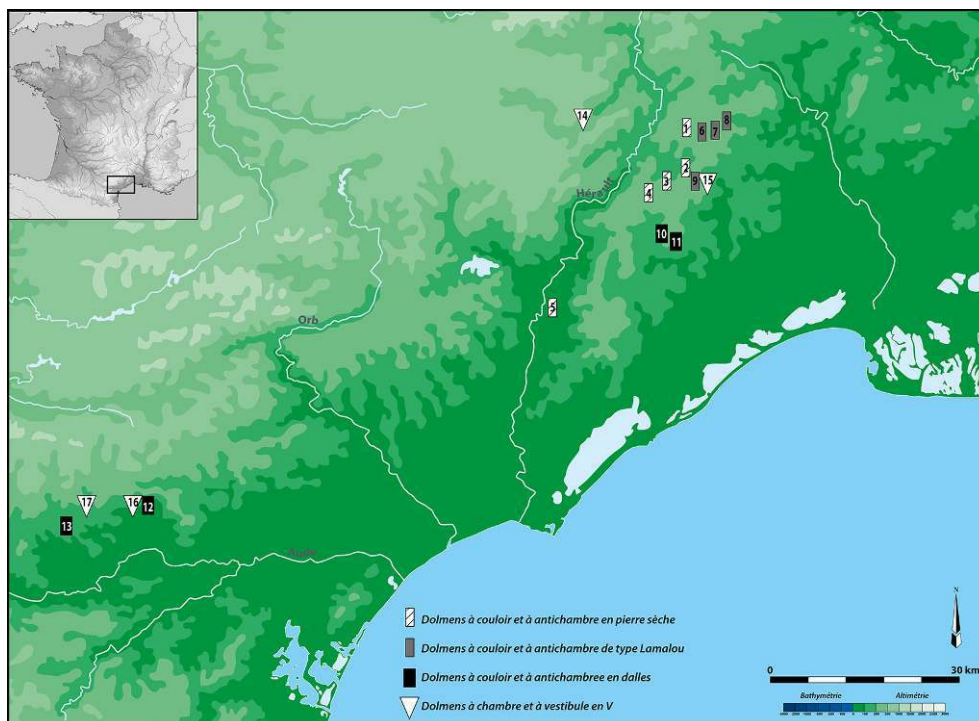 14
1
6
7
8
2
3
4
9
15
Hérault
10
11
5
Orb
17
16
12
13
Aude
N
Dolmens à couloir et à antichambre en pierre sèche
Dolmens à couloir et à antichambre de type Lamalou
Dolmens à couloir et à antichambree en dalles
Dolmens à chambre et à vestibule en V
0 30 km
Bathymétrie Altimétrie